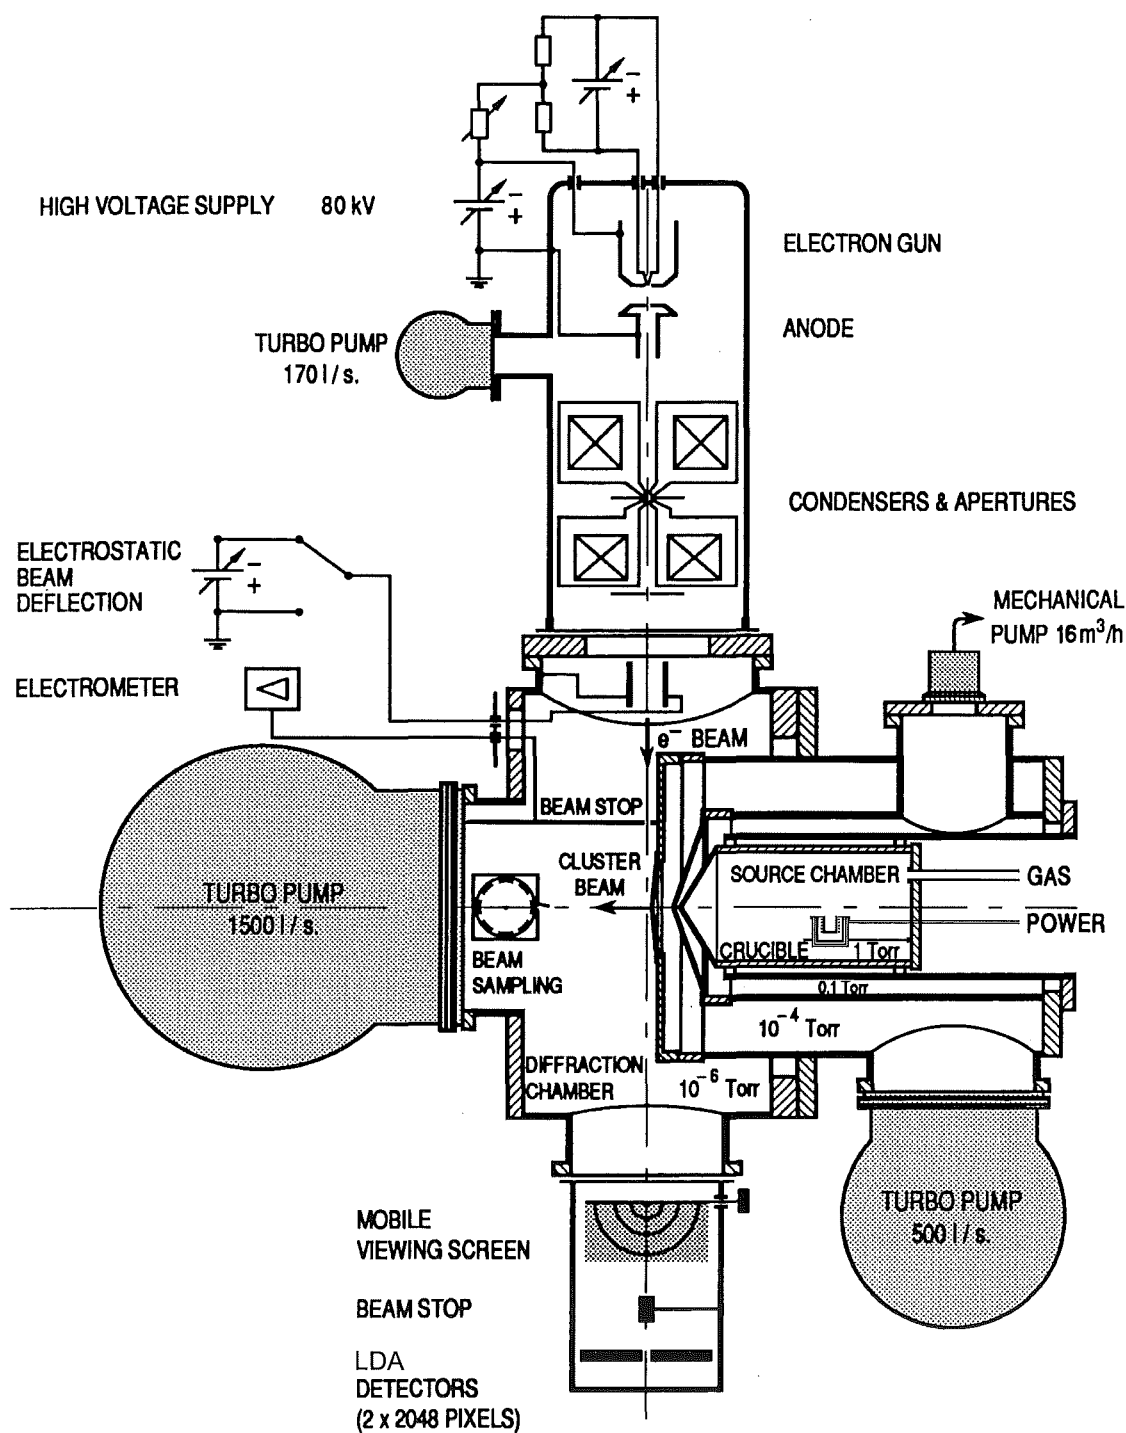 HIGH VOLTAGE SUPPLY 80 kV
−
+
−
+
ELECTRON GUN
ANODE
TURBO PUMP
170 l / s.
CONDENSERS & APERTURES
ELECTROSTATIC
BEAM
DEFLECTION
−
+
MECHANICAL
PUMP 16 m³/h
ELECTROMETER
e⁻ BEAM
BEAM STOP
CLUSTER
BEAM
SOURCE CHAMBER
GAS
TURBO PUMP
1500 l / s.
POWER
CRUCIBLE 1 Torr
BEAM
SAMPLING
0.1 Torr
10⁻⁴ Torr
DIFFRACTION
CHAMBER
10⁻⁶ Torr
TURBO PUMP
500 l / s.
MOBILE
VIEWING SCREEN
BEAM STOP
LDA
DETECTORS
(2 x 2048 PIXELS)